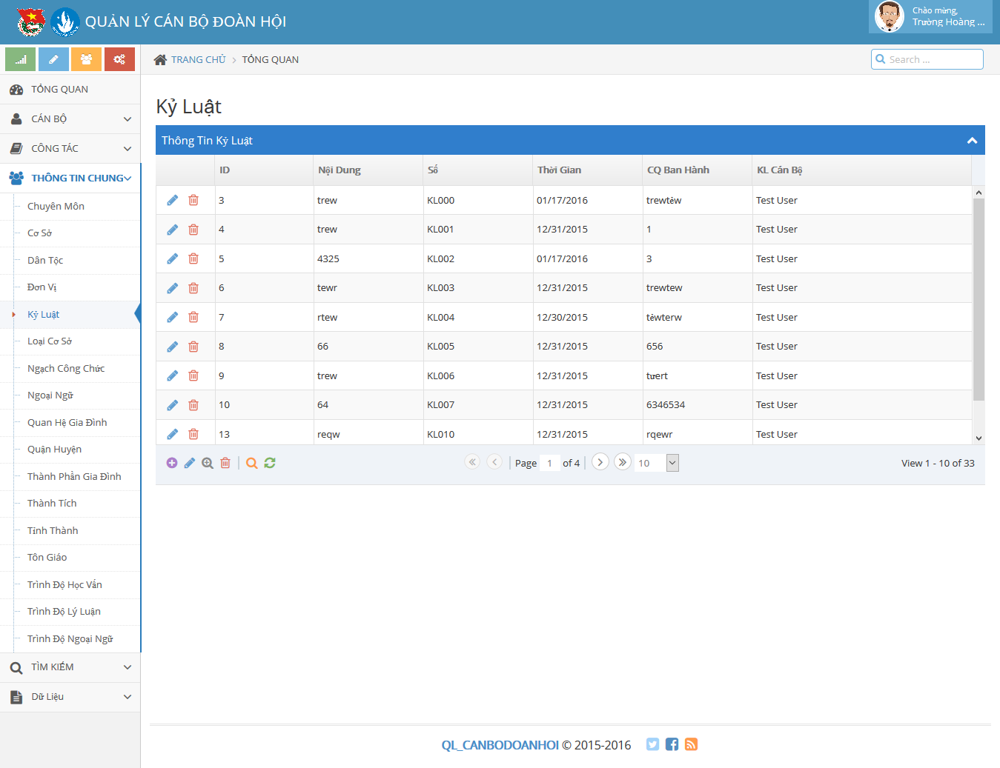 QUẢN LÝ CÁN BỘ ĐOÀN HỘI
Chào mừng,
Trường Hoàng ...
TRANG CHỦ > TỔNG QUAN
Search ...
TỔNG QUAN
CÁN BỘ
CÔNG TÁC
THÔNG TIN CHUNG
Chuyên Môn
Cơ Sở
Dân Tộc
Đơn Vị
Kỷ Luật
Loại Cơ Sở
Ngạch Công Chức
Ngoại Ngữ
Quan Hệ Gia Đình
Quận Huyện
Thành Phần Gia Đình
Thành Tích
Tỉnh Thành
Tôn Giáo
Trình Độ Học Vấn
Trình Độ Lý Luận
Trình Độ Ngoại Ngữ
TÌM KIẾM
Dữ Liệu
Kỷ Luật
Thông Tin Kỷ Luật
ID Nội Dung Số Thời Gian CQ Ban Hành KL Cán Bộ
3 trew KL000 01/17/2016 trewtêw Test User
4 trew KL001 12/31/2015 1 Test User
5 4325 KL002 01/17/2016 3 Test User
6 tewr KL003 12/31/2015 trewtew Test User
7 rtew KL004 12/30/2015 têwterw Test User
8 66 KL005 12/31/2015 656 Test User
9 trew KL006 12/31/2015 tưert Test User
10 64 KL007 12/31/2015 6346534 Test User
13 reqw KL010 12/31/2015 rqewr Test User
Page 1 of 4 10 View 1 - 10 of 33
QL_CANBODOANHOI © 2015-2016